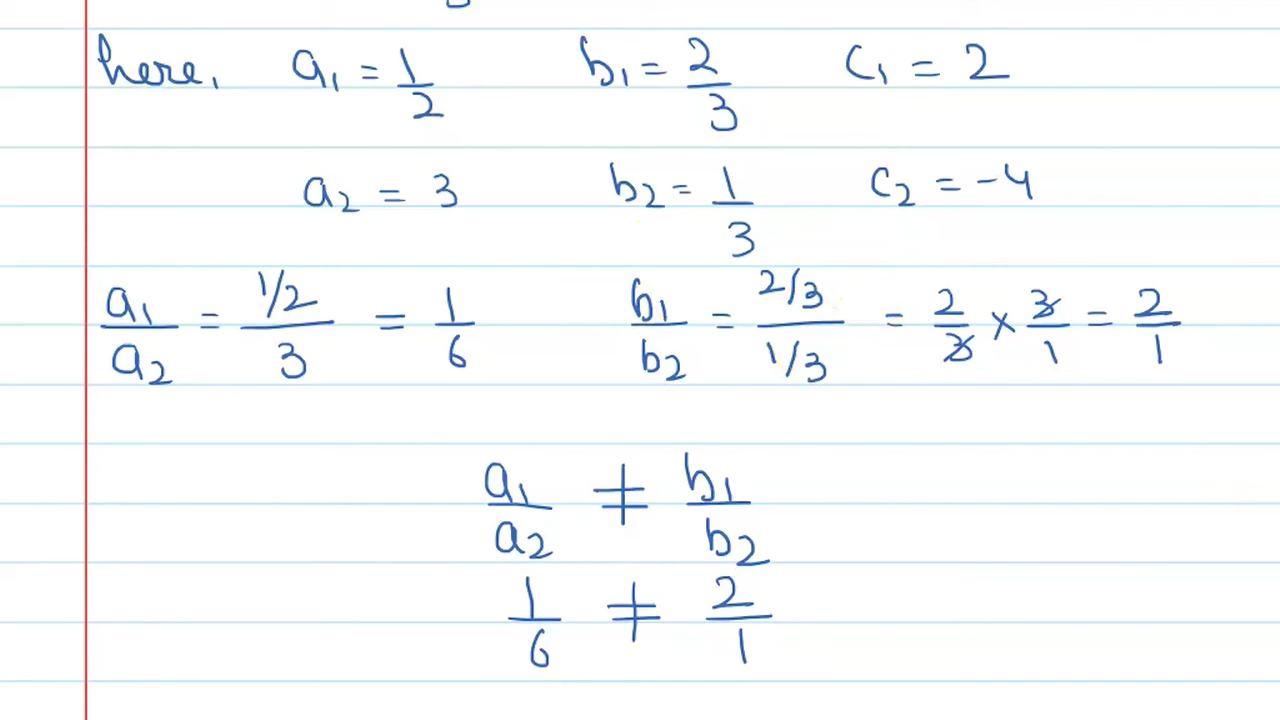 here, a₁ = 1/2 b₁ = 2/3 c₁ = 2
a₂ = 3 b₂ = 1/3 c₂ = -4
a₁/a₂ = (1/2)/3 = 1/6 b₁/b₂ = (2/3)/(1/3) = 2/3 × 3/1 = 2/1
a₁/a₂ ≠ b₁/b₂
1/6 ≠ 2/1